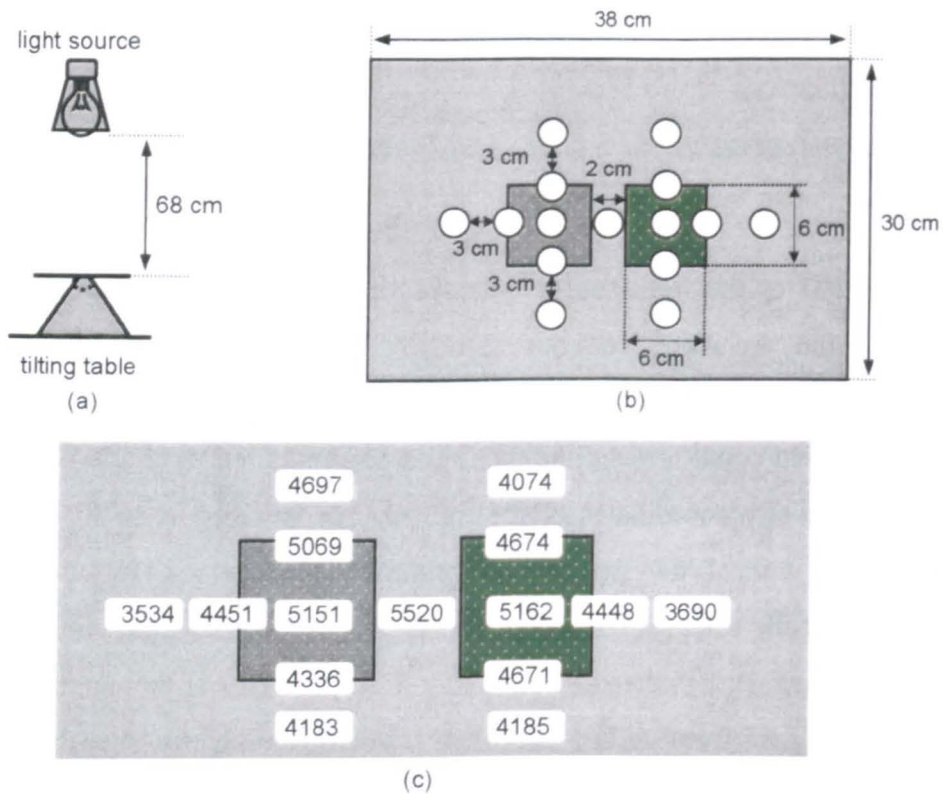 light source
68 cm
tilting table
(a)
38 cm
3 cm
2 cm
3 cm
6 cm
30 cm
3 cm
6 cm
(b)
4697 4074
5069 4674
3534 4451 5151 5520 5162 4448 3690
4336 4671
4183 4185
(c)